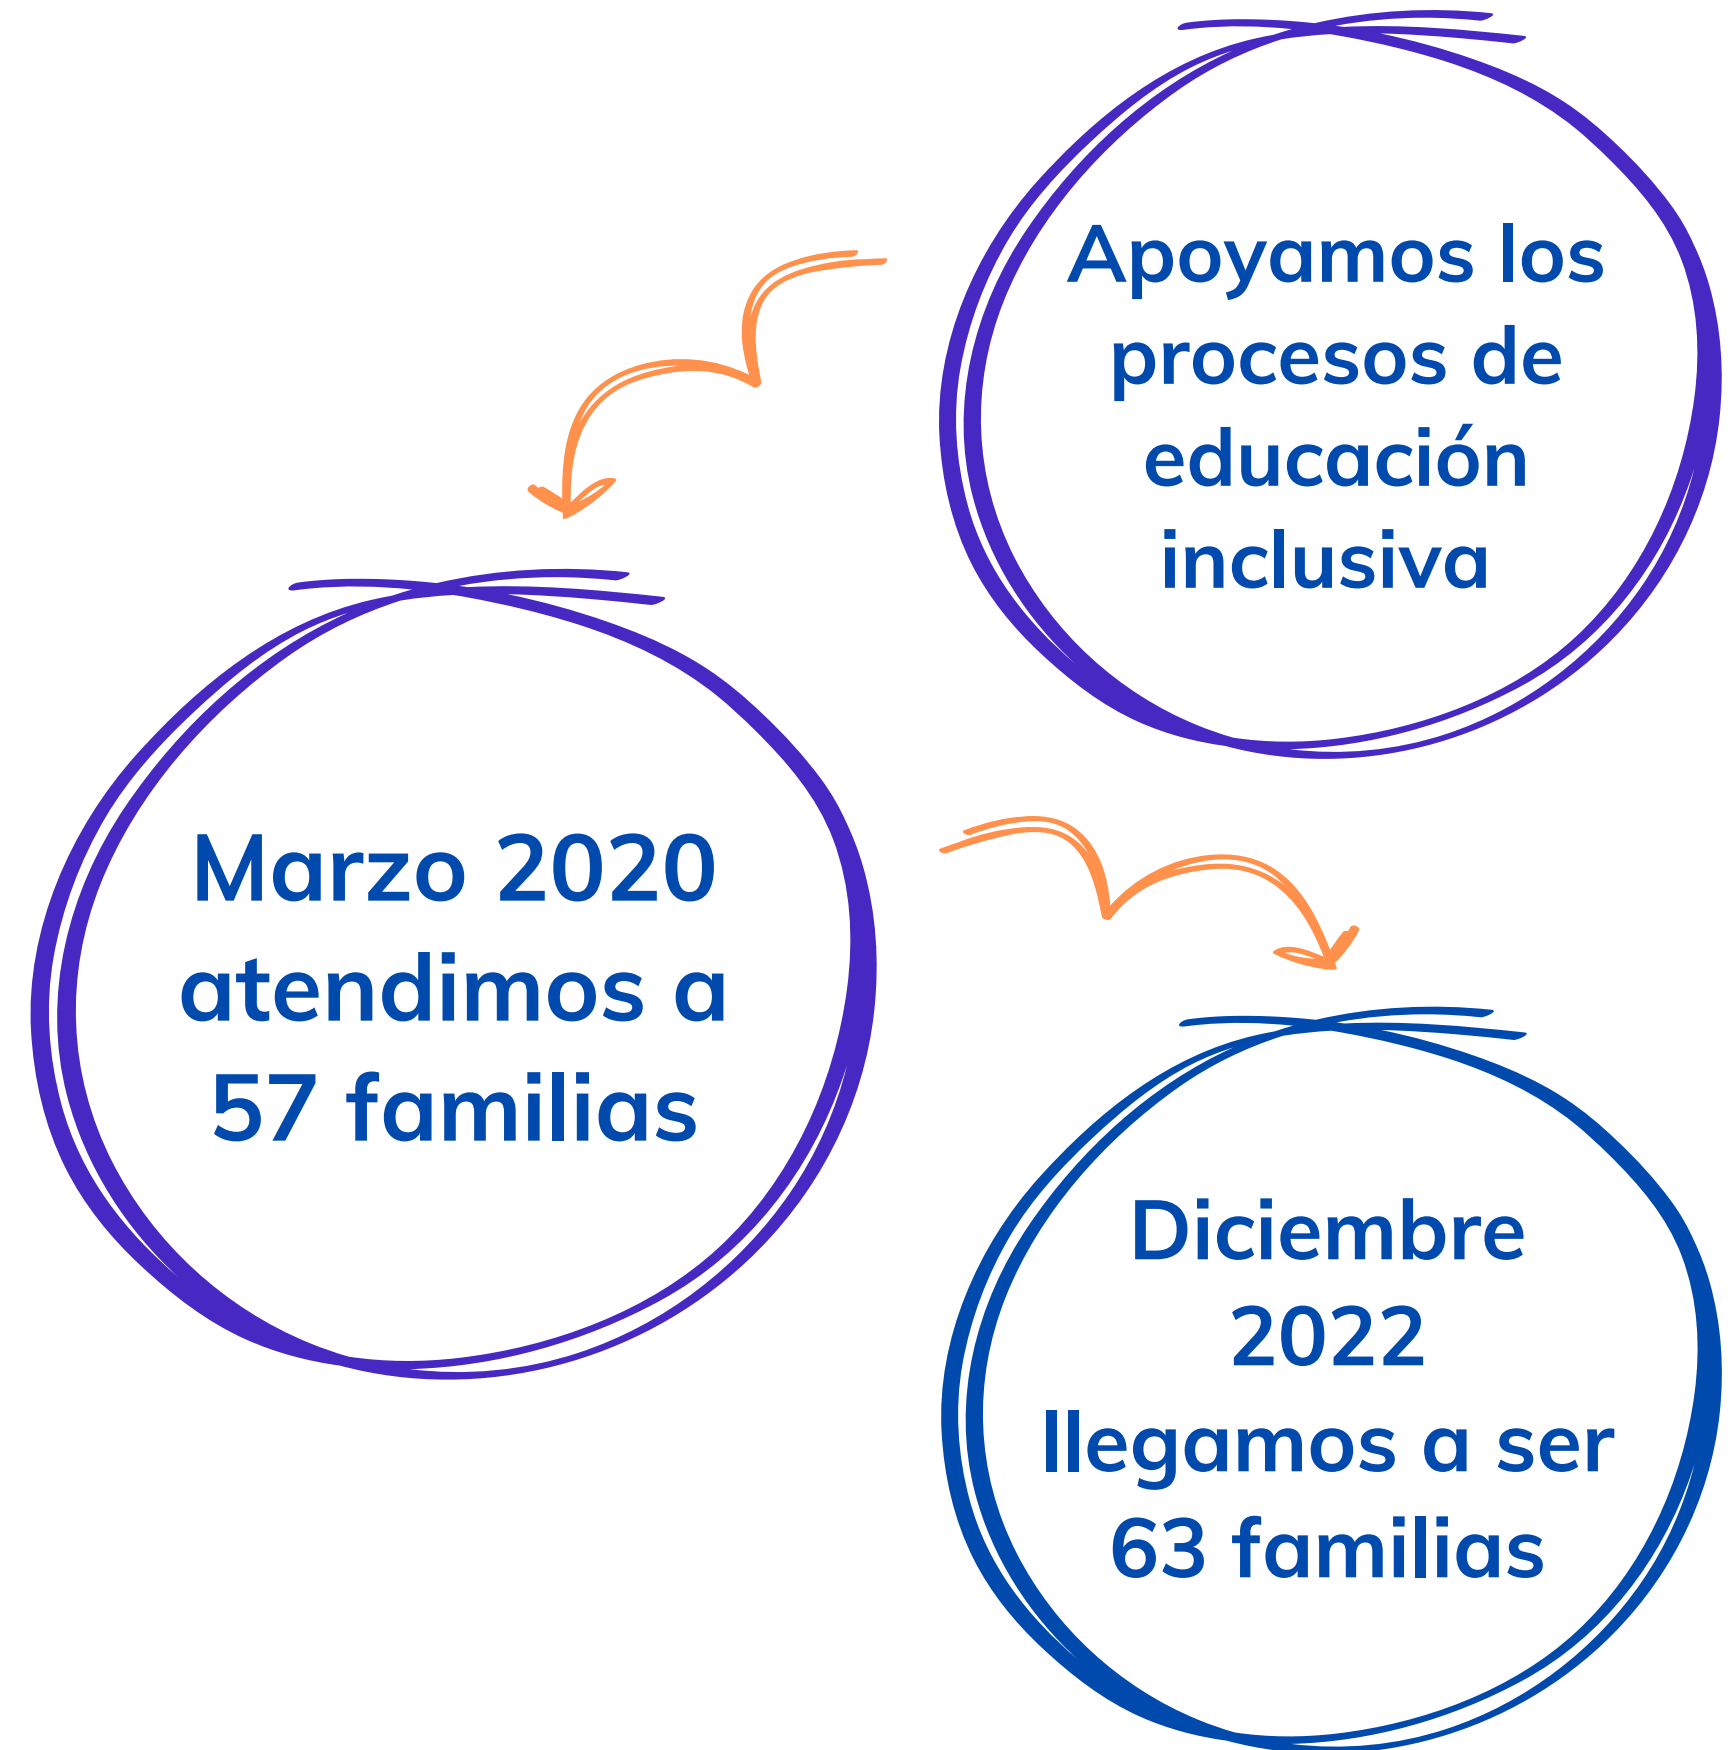 Apoyamos los
procesos de
educación
inclusiva
Marzo 2020
atendimos a
57 familias
Diciembre
2022
llegamos a ser
63 familias